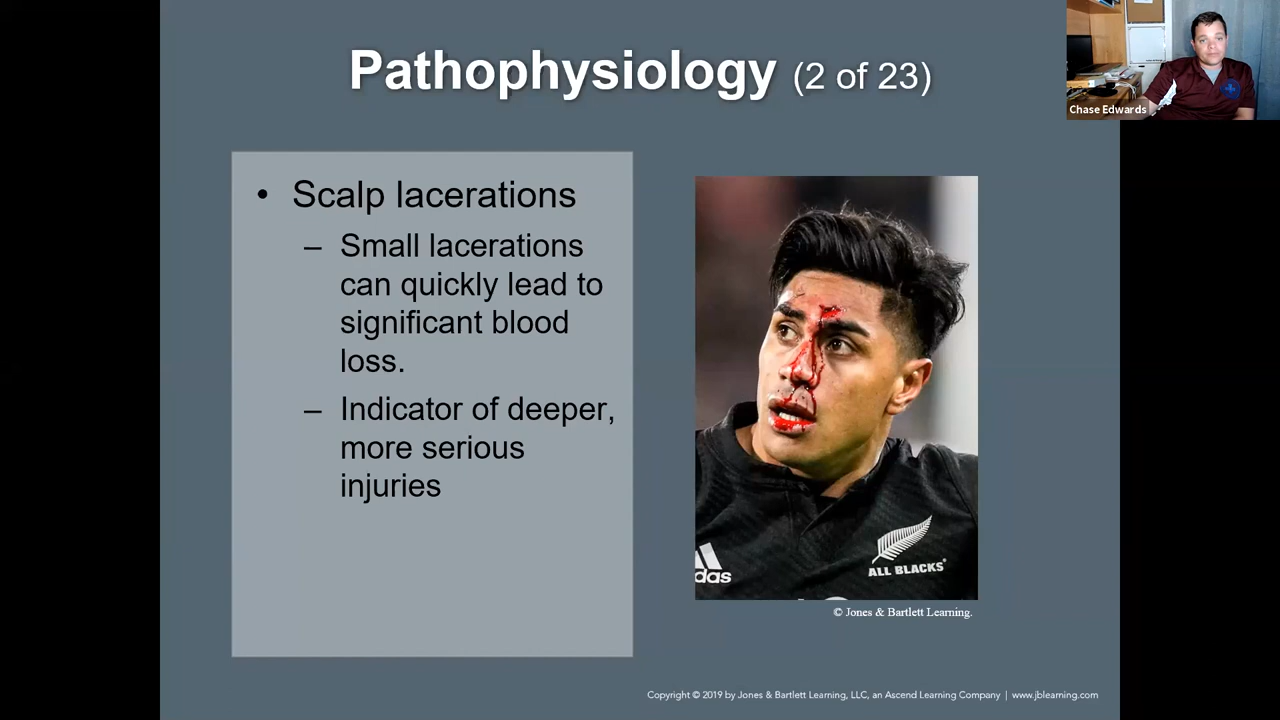 Pathophysiology (2 of 23)
Chase Edwards
• Scalp lacerations
– Small lacerations
can quickly lead to
significant blood
loss.
– Indicator of deeper,
more serious
injuries
das
ALL BLACKS
© Jones & Bartlett Learning.
Copyright © 2019 by Jones & Bartlett Learning, LLC, an Ascend Learning Company | www.jblearning.com